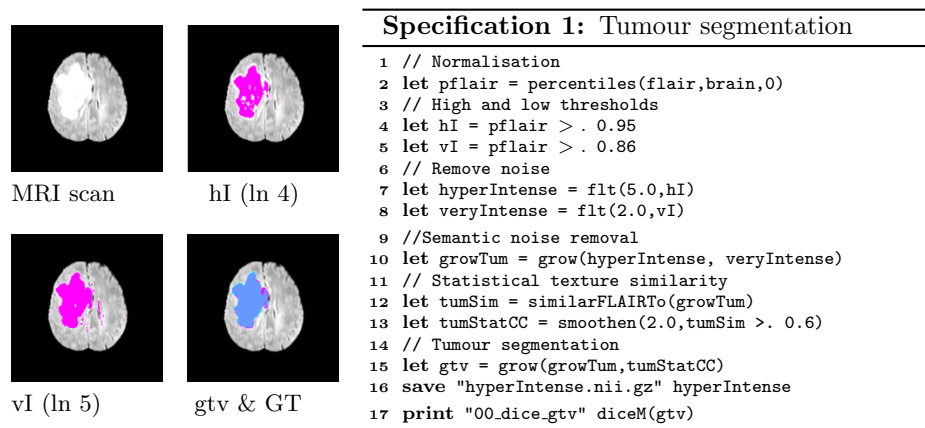 MRI scan
hI (ln 4)
vI (ln 5)
gtv & GT
Specification 1: Tumour segmentation
1 // Normalisation
2 let pflair = percentiles(flair,brain,0)
3 // High and low thresholds
4 let hI = pflair > . 0.95
5 let vI = pflair > . 0.86
6 // Remove noise
7 let hyperIntense = flt(5.0,hI)
8 let veryIntense = flt(2.0,vI)
9 //Semantic noise removal
10 let growTum = grow(hyperIntense, veryIntense)
11 // Statistical texture similarity
12 let tumSim = similarFLAIRTo(growTum)
13 let tumStatCC = smoothen(2.0,tumSim >. 0.6)
14 // Tumour segmentation
15 let gtv = grow(growTum,tumStatCC)
16 save "hyperIntense.nii.gz" hyperIntense
17 print "00_dice_gtv" diceM(gtv)